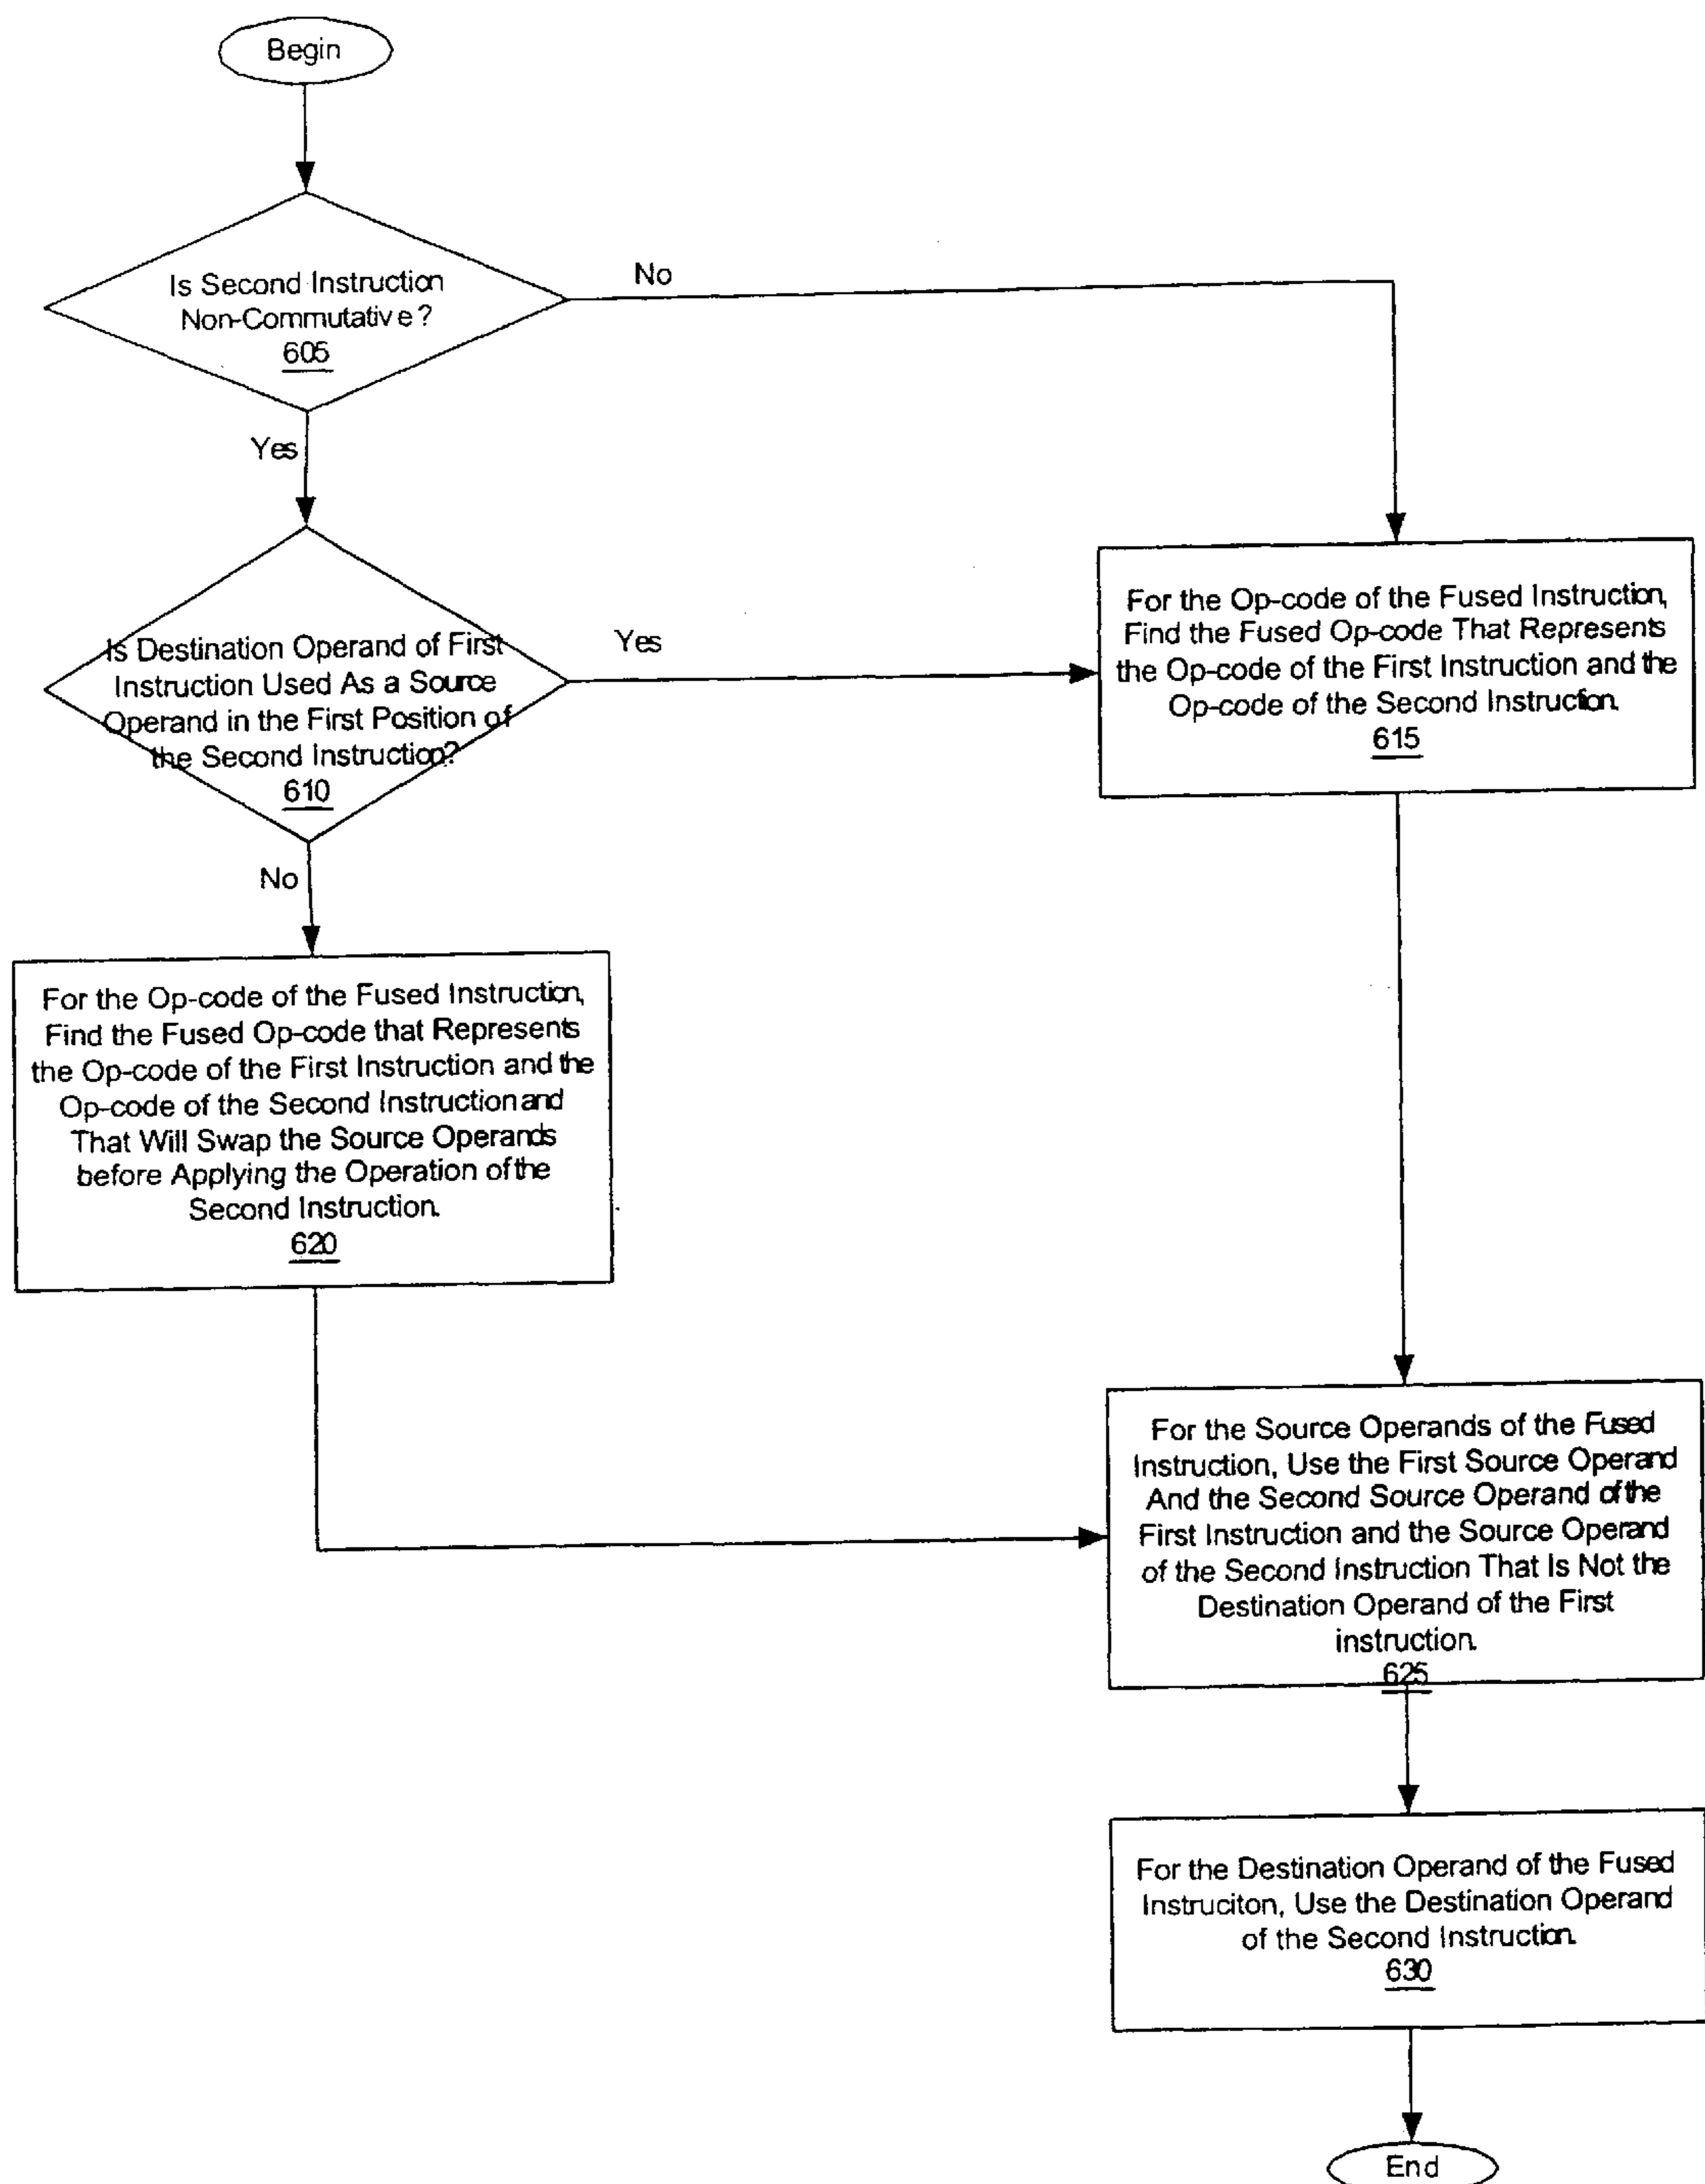 Begin
Is Second Instruction
Non-Commutative?
605
No
Yes
Is Destination Operand of First
Instruction Used As a Source
Operand in the First Position of
the Second Instruction?
610
Yes
No
For the Op-code of the Fused Instruction,
Find the Fused Op-code That Represents
the Op-code of the First Instruction and the
Op-code of the Second Instruction.
615
For the Op-code of the Fused Instruction,
Find the Fused Op-code that Represents
the Op-code of the First Instruction and the
Op-code of the Second Instruction and
That Will Swap the Source Operands
before Applying the Operation of the
Second Instruction.
620
For the Source Operands of the Fused
Instruction, Use the First Source Operand
And the Second Source Operand of the
First Instruction and the Source Operand
of the Second Instruction That Is Not the
Destination Operand of the First
instruction.
625
For the Destination Operand of the Fused
Instruciton, Use the Destination Operand
of the Second Instruction.
630
End